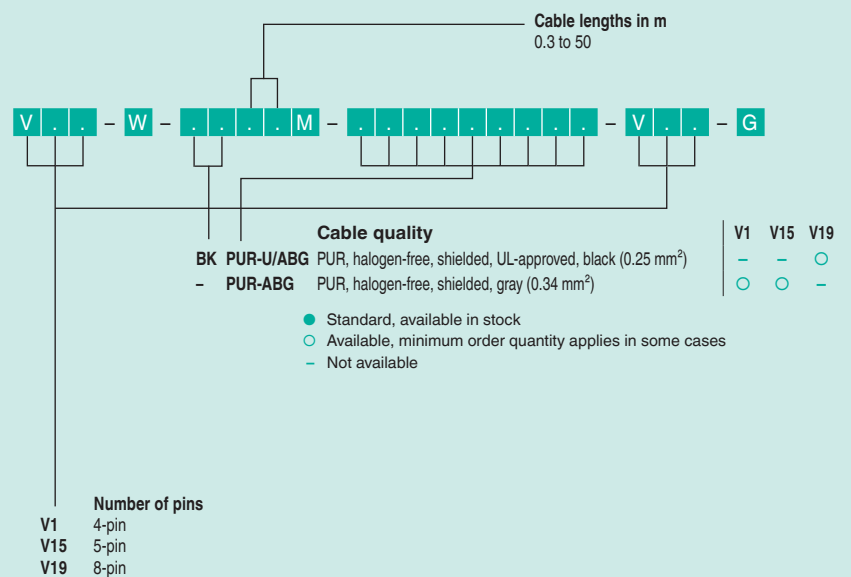 Cable lengths in m
0.3 to 50
V . . – W – . . . . M – . . . . . . . . . – V . . – G
Cable quality V1 V15 V19
BK PUR-U/ABG PUR, halogen-free, shielded, UL-approved, black (0.25 mm²) – – ○
– PUR-ABG PUR, halogen-free, shielded, gray (0.34 mm²) ○ ○ –
● Standard, available in stock
○ Available, minimum order quantity applies in some cases
– Not available
Number of pins
V1 4-pin
V15 5-pin
V19 8-pin